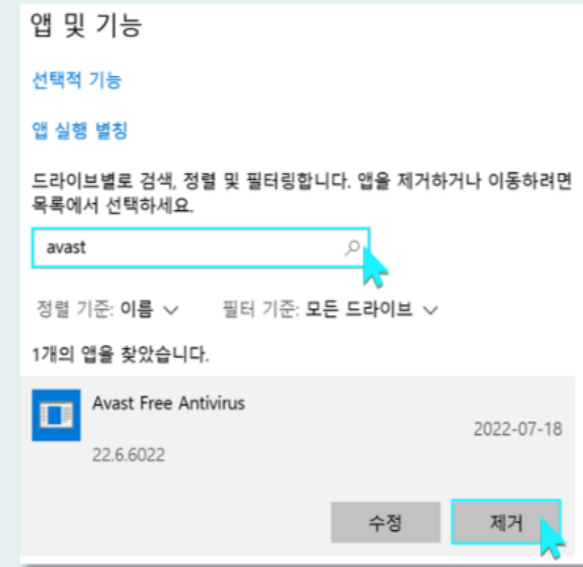 앱 및 기능
선택적 기능
앱 실행 별칭
드라이브별로 검색, 정렬 및 필터링합니다. 앱을 제거하거나 이동하려면
목록에서 선택하세요.
avast
정렬 기준: 이름 필터 기준: 모든 드라이브
1개의 앱을 찾았습니다.
Avast Free Antivirus
2022-07-18
22.6.6022
수정 제거